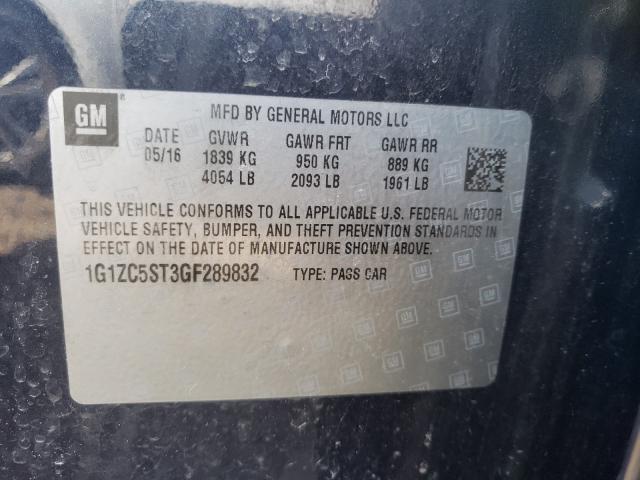 GM
MFD BY GENERAL MOTORS LLC
DATE GVWR GAWR FRT GAWR RR
05/16 1839 KG 950 KG 889 KG
4054 LB 2093 LB 1961 LB
THIS VEHICLE CONFORMS TO ALL APPLICABLE U.S. FEDERAL MOTOR
VEHICLE SAFETY, BUMPER, AND THEFT PREVENTION STANDARDS
IN EFFECT ON THE DATE OF MANUFACTURE SHOWN ABOVE.
1G1ZC5ST3GF289832 TYPE: PASS CAR